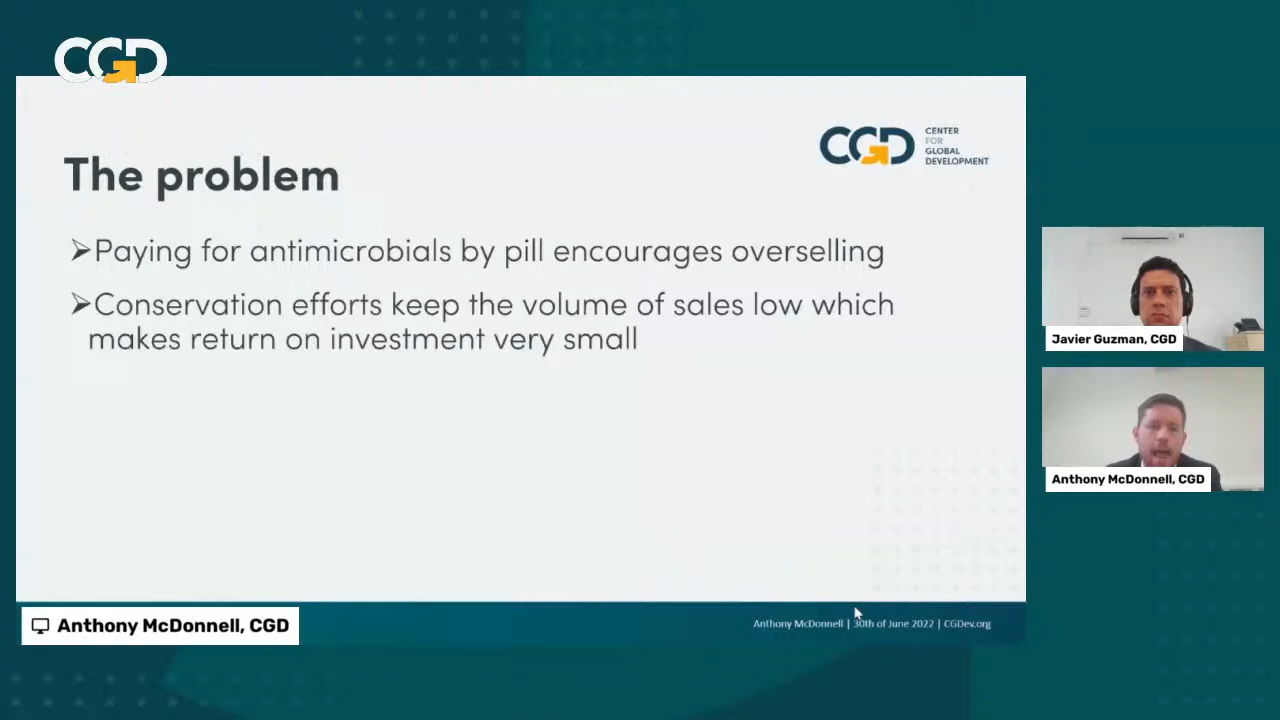 CGD
CGD
CENTER
FOR
GLOBAL
DEVELOPMENT
The problem
➢Paying for antimicrobials by pill encourages overselling
➢Conservation efforts keep the volume of sales low which
makes return on investment very small
Javier Guzman, CGD
Anthony McDonnell, CGD
Anthony McDonnell, CGD
Anthony McDonnell | 30th of June 2022 | CGDev.org